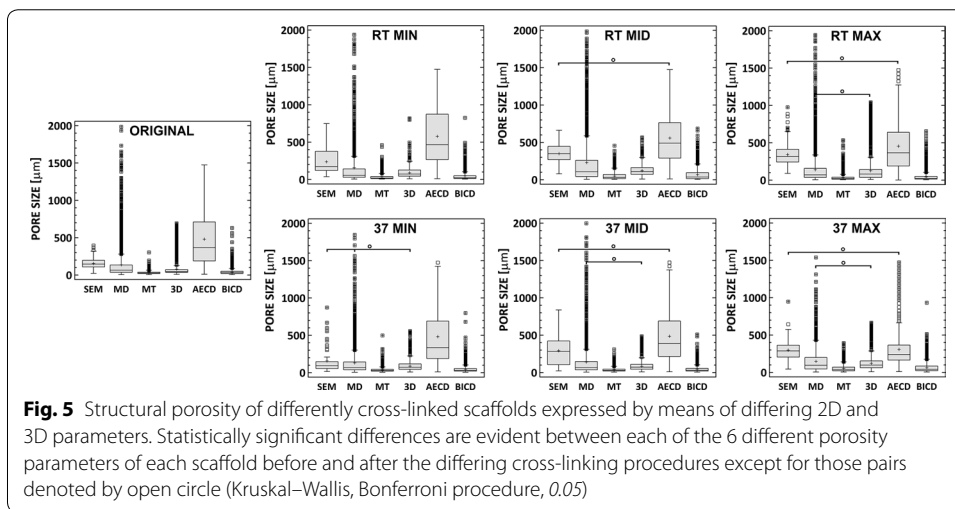 RT MIN
PORE SIZE [µm]
2000
1500
1000
500
0
SEM MD MT 3D AECD BICD
RT MID
PORE SIZE [µm]
2000
1500
1000
500
0
SEM MD MT 3D AECD BICD
RT MAX
PORE SIZE [µm]
2000
1500
1000
500
0
SEM MD MT 3D AECD BICD
ORIGINAL
PORE SIZE [µm]
2000
1500
1000
500
0
SEM MD MT 3D AECD BICD
37 MIN
PORE SIZE [µm]
2000
1500
1000
500
0
SEM MD MT 3D AECD BICD
37 MID
PORE SIZE [µm]
2000
1500
1000
500
0
SEM MD MT 3D AECD BICD
37 MAX
PORE SIZE [µm]
2000
1500
1000
500
0
SEM MD MT 3D AECD BICD
Fig. 5 Structural porosity of differently cross-linked scaffolds expressed by means of differing 2D and
3D parameters. Statistically significant differences are evident between each of the 6 different porosity
parameters of each scaffold before and after the differing cross-linking procedures except for those pairs
denoted by open circle (Kruskal–Wallis, Bonferroni procedure, 0.05)